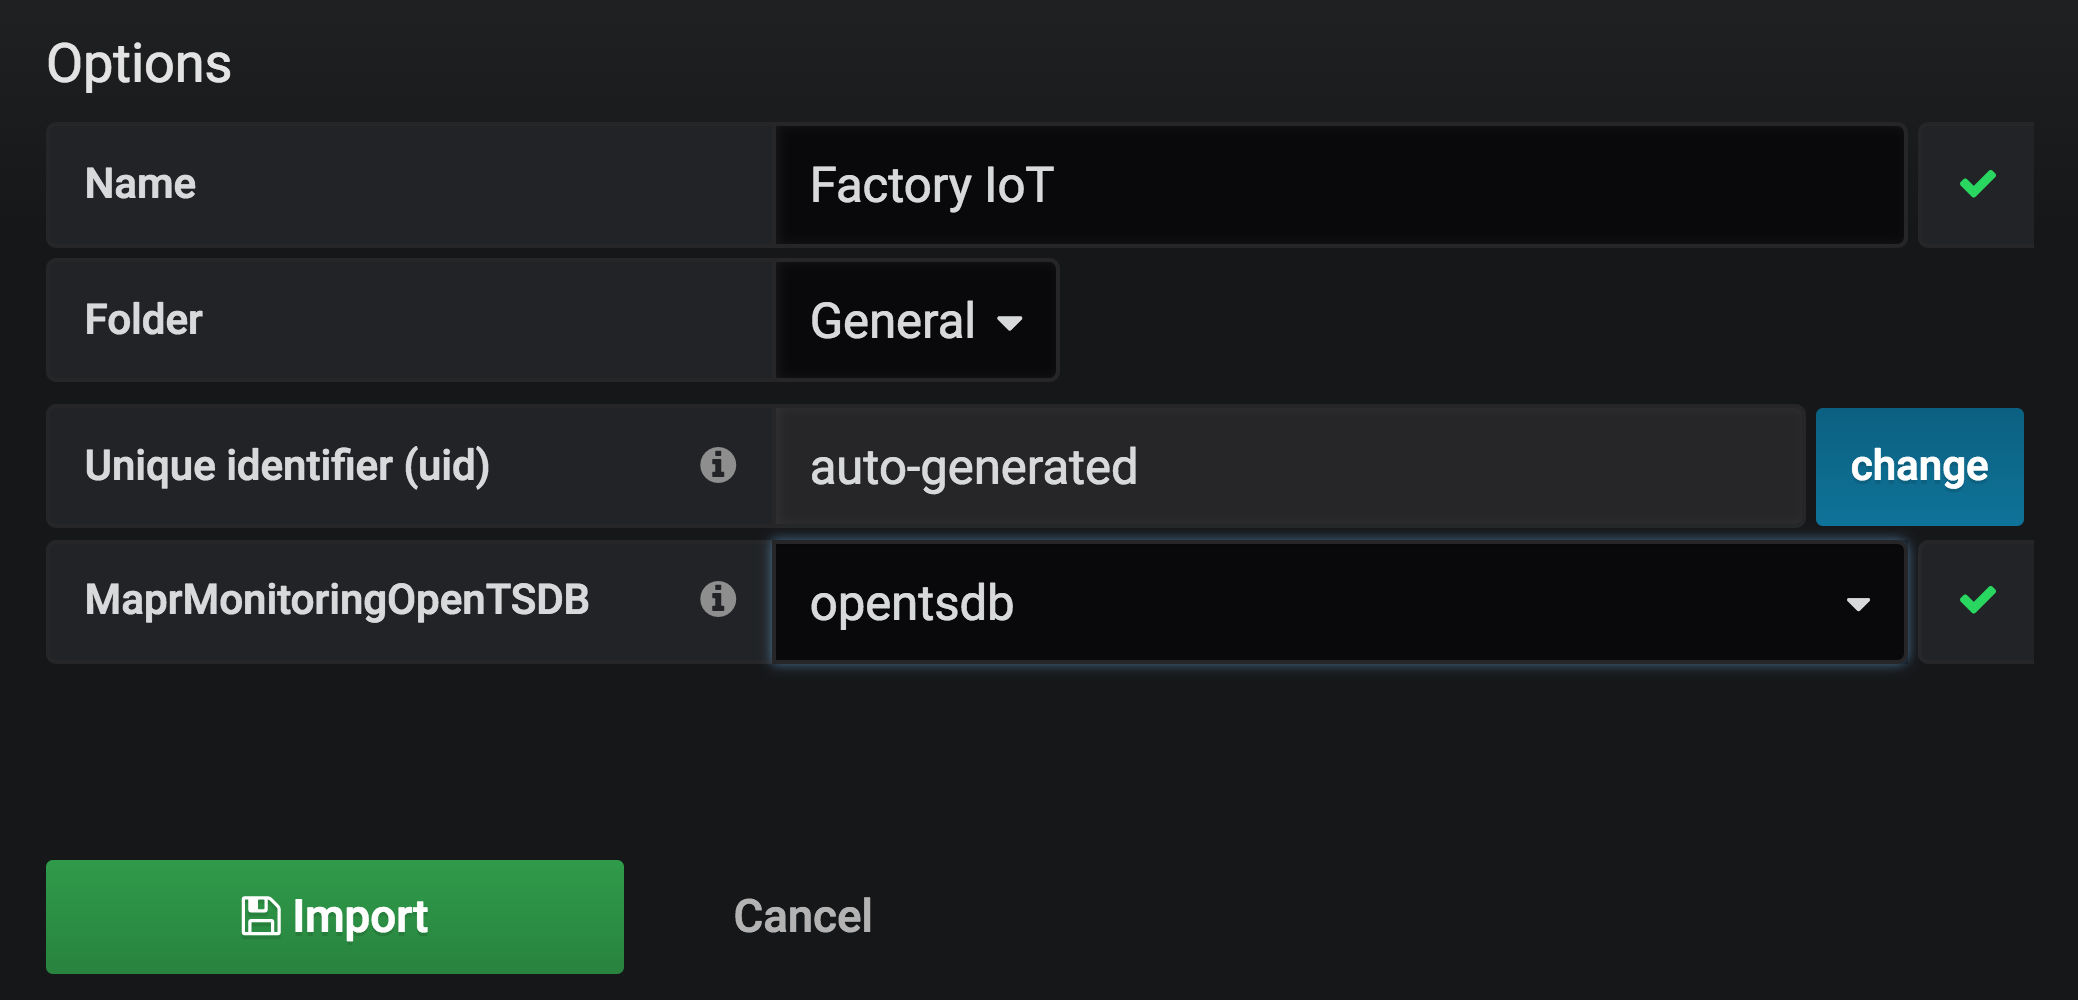 Options
Name
Factory IoT
Folder
General
Unique identifier (uid)
auto-generated
change
MaprMonitoringOpenTSDB
opentsdb
Import
Cancel